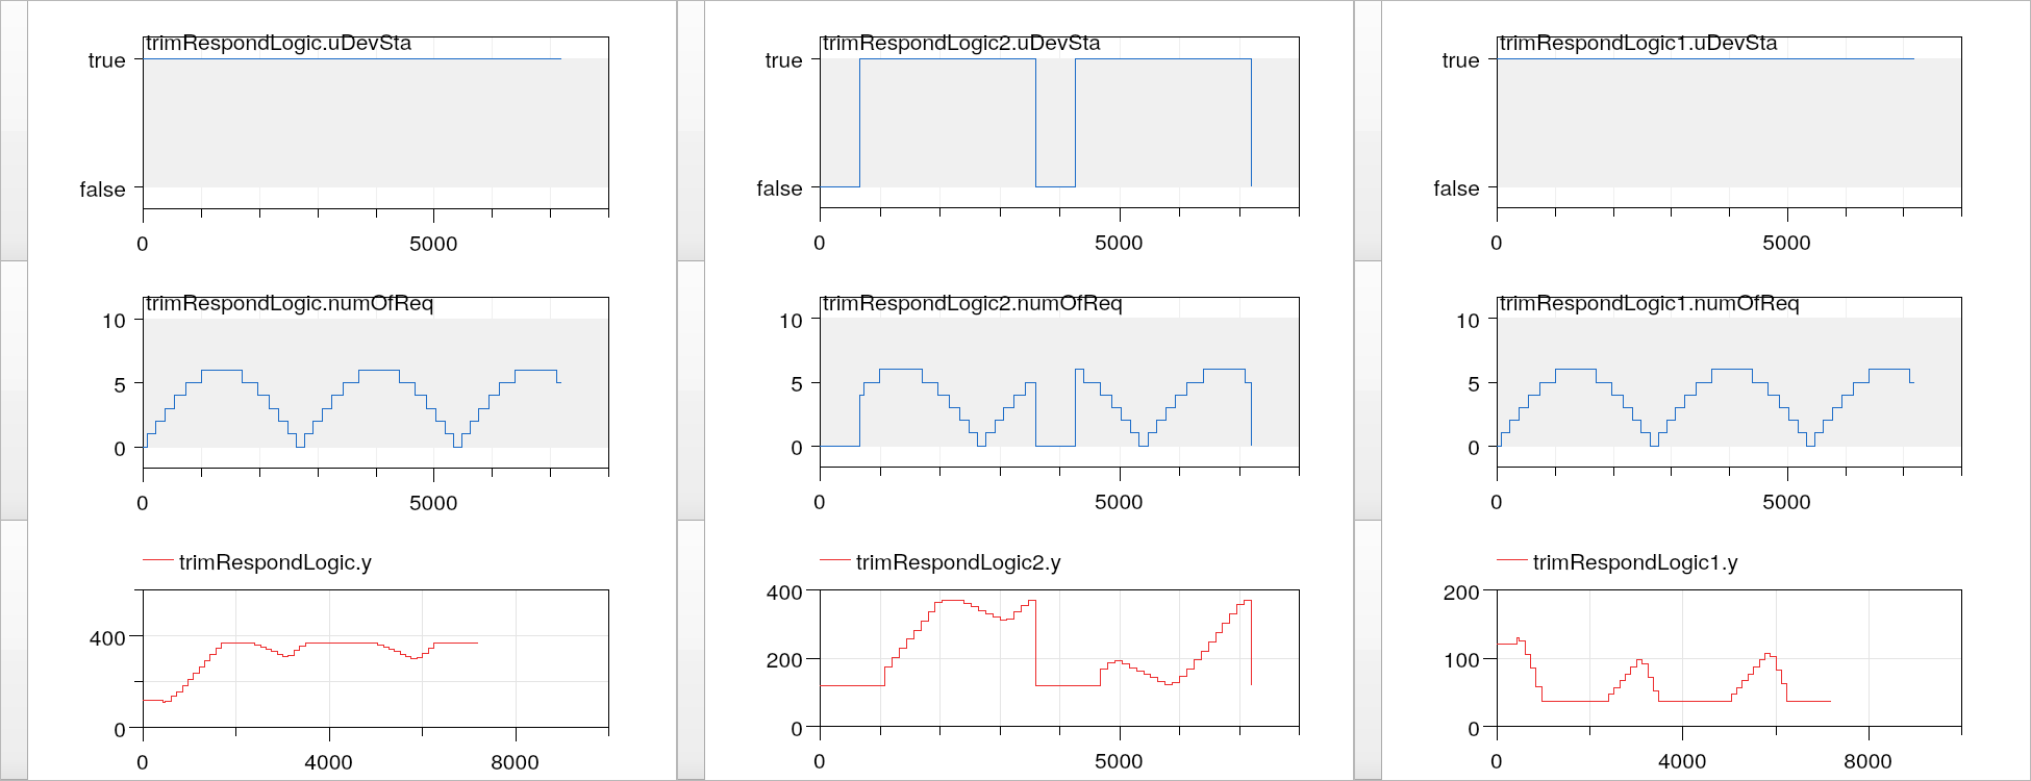 trimRespondLogic.uDevSta
true
false
0 5000
trimRespondLogic.numOfReq
10
5
0
0 5000
trimRespondLogic.y
400
0
0 4000 8000
trimRespondLogic2.uDevSta
true
false
0 5000
trimRespondLogic2.numOfReq
10
5
0
0 5000
trimRespondLogic2.y
400
200
0
0 5000
trimRespondLogic1.uDevSta
true
false
0 5000
trimRespondLogic1.numOfReq
10
5
0
0 5000
trimRespondLogic1.y
200
100
0
0 4000 8000